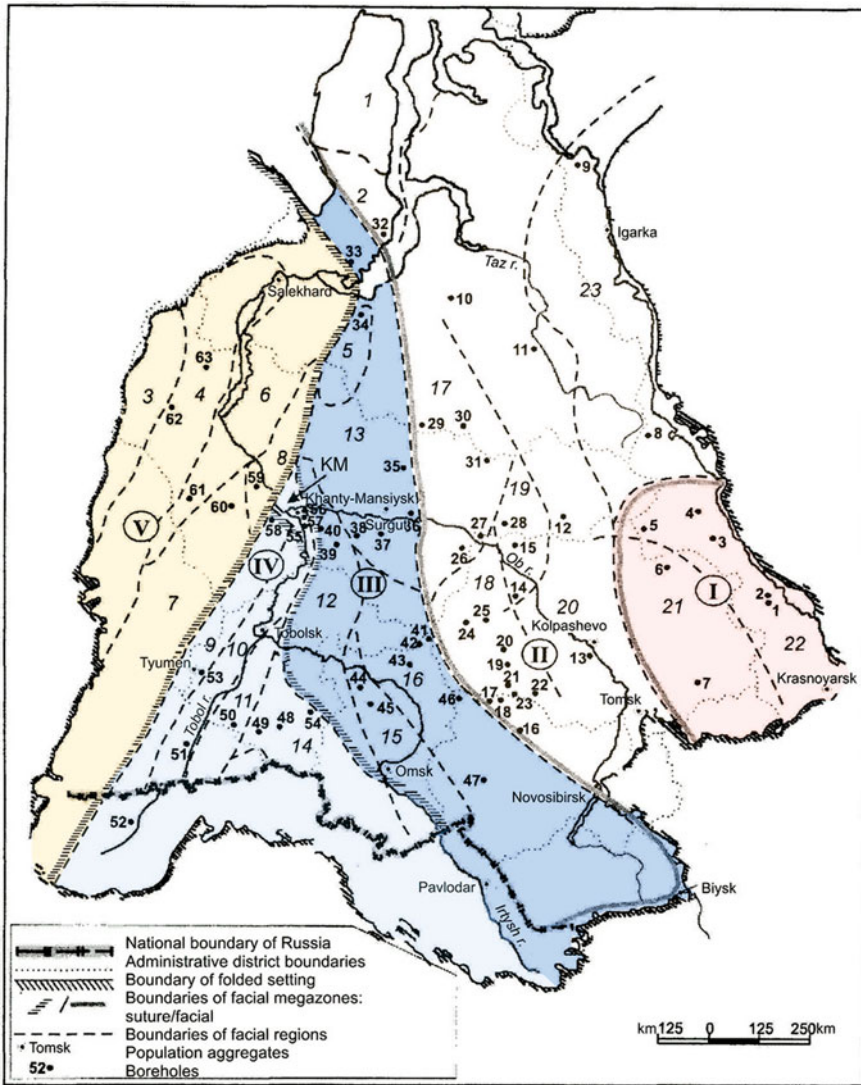 1
2
9
32
Igarka
33
Taz r.
Salekhard
23
10
34
11
5
63
17
3
4
6
62
13
29
30
8
31
8
35
KM
19
59
61
Khanty-Mansiysk
60
56
4
V
58
55
57
40
38
Surgut
36
27
28
12
5
3
39
37
15
IV
III
26
Ob r.
6
I
18
14
2
7
12
20
21
1
25
24
Kolpashevo
22
9
10
Tobolsk
41
42
20
II
13
Tyumen
43
19
16
21
53
44
22
7
Krasnoyarsk
Tobol r.
46
17
23
Tomsk
11
45
18
50
49
48
54
16
51
14
15
Omsk
47
Novosibirsk
52
Pavlodar
Biysk
Irtysh r.
National boundary of Russia
Administrative district boundaries
Boundary of folded setting
Boundaries of facial megazones:
suture/facial
Boundaries of facial regions
Tomsk Population aggregates
52 Boreholes
km 125 0 125 250km